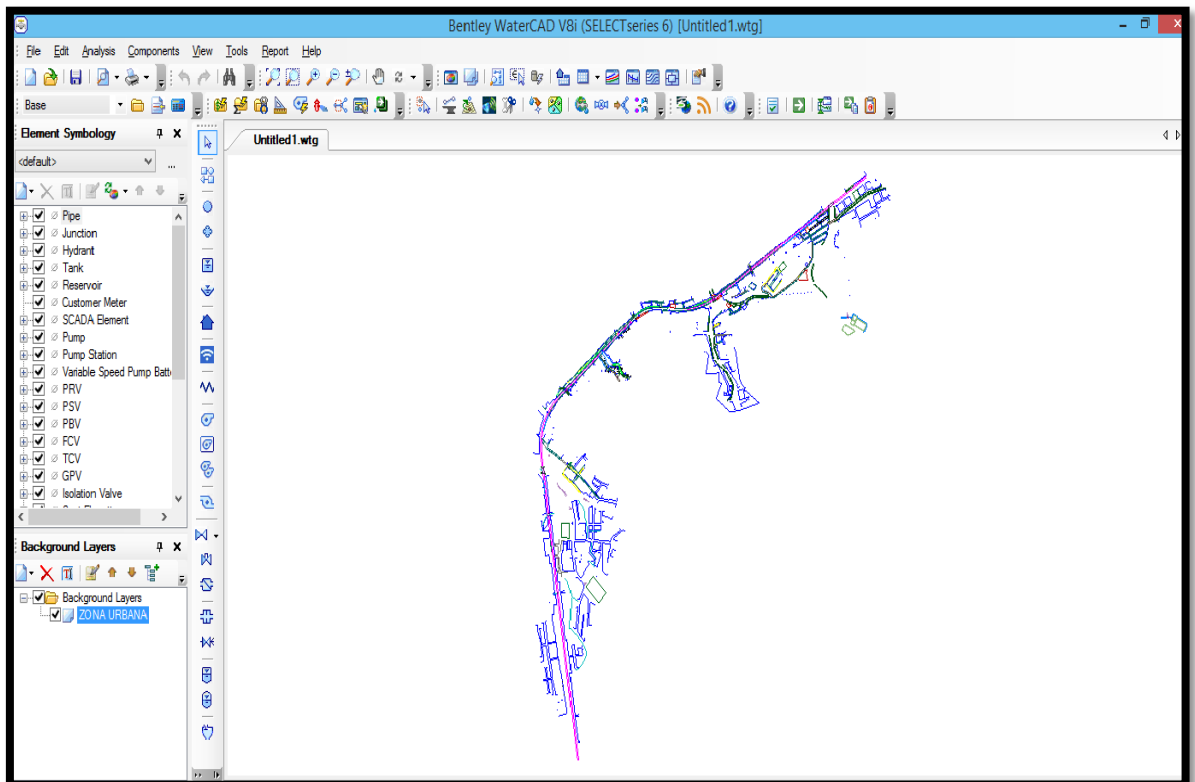 Bentley WaterCAD V8i (SELECTseries 6) [Untitled1.wtg]
File Edit Analysis Components View Tools Report Help
Base
Element Symbology
Untitled1.wtg
<default>
...
Pipe
Junction
Hydrant
Tank
Reservoir
Customer Meter
SCADA Element
Pump
Pump Station
Variable Speed Pump Batt
PRV
PSV
PBV
FCV
TCV
GPV
Isolation Valve
Background Layers
Background Layers
ZONA URBANA